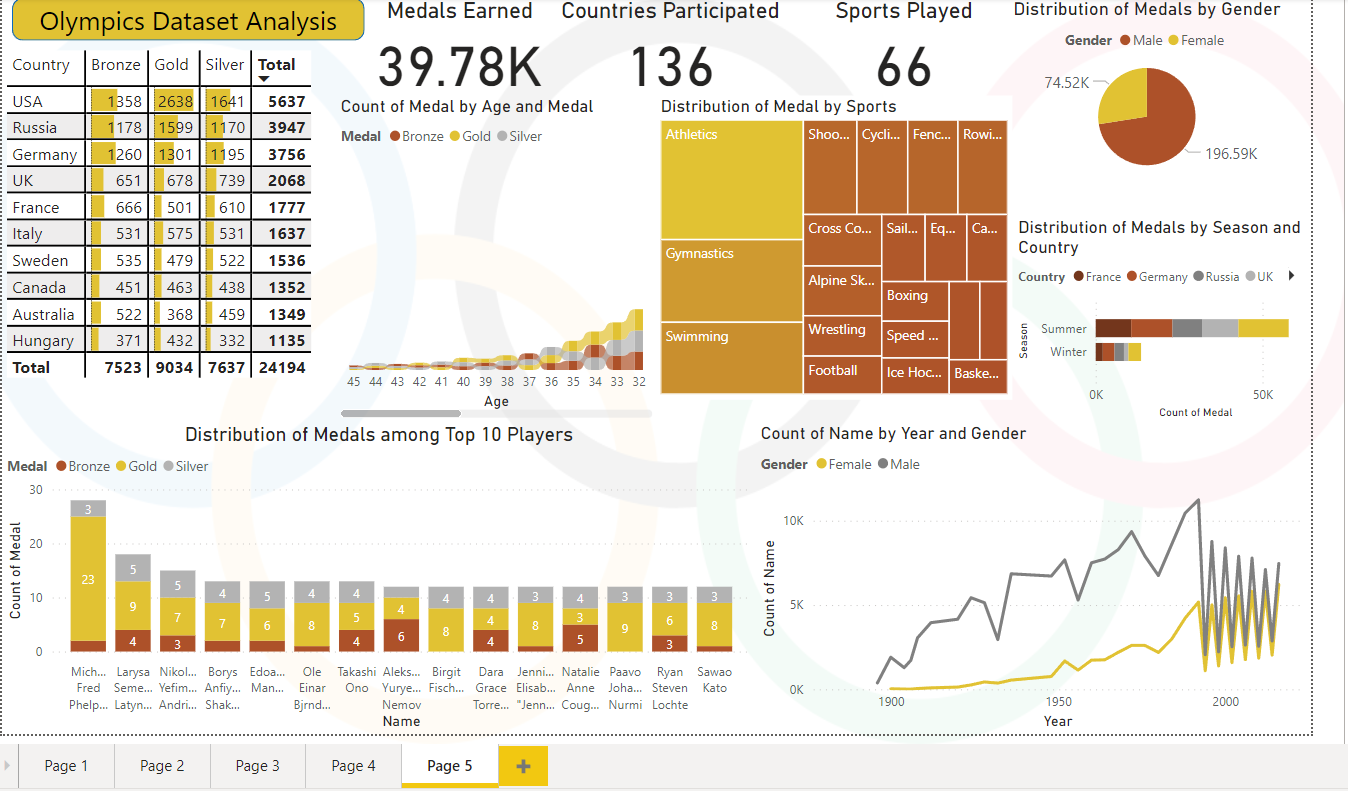 Olympics Dataset Analysis
Country Bronze Gold Silver Total
USA 1358 2638 1641 5637
Russia 1178 1599 1170 3947
Germany 1260 1301 1195 3756
UK 651 678 739 2068
France 666 501 610 1777
Italy 531 575 531 1637
Sweden 535 479 522 1536
Canada 451 463 438 1352
Australia 522 368 459 1349
Hungary 371 432 332 1135
Total 7523 9034 7637 24194
Medals Earned
39.78K
Countries Participated
136
Sports Played
66
Count of Medal by Age and Medal
Medal Bronze Gold Silver
45 44 43 42 41 40 39 38 37 36 35 34 33 32
Age
Distribution of Medal by Sports
Athletics
Gymnastics
Swimming
Shoo... Cycli... Fenc... Rowi...
Cross Co... Sail... Eq... Ca...
Alpine Sk...
Boxing
Wrestling
Speed ...
Football
Ice Hoc...
Baske...
Distribution of Medals by Gender
Gender Male Female
74.52K
196.59K
Distribution of Medals by Season and
Country
Country France Germany Russia UK
Season
Summer
Winter
0K 50K
Count of Medal
Distribution of Medals among Top 10 Players
Medal Bronze Gold Silver
Count of Medal
30
20
10
0
3 23
5 9 4
5 7 3
4 7
5 6
4 8
4 5 4
4 6
4 8
4 4 4
3 8
4 3 5
3 9
3 6 3
3 8
Mich... Larysa Nikol... Borys Edoa... Ole Takashi Aleks... Birgit Dara Jenni... Natalie Paavo Ryan Sawao
Fred Seme... Yefim... Anfiy... Man... Einar Ono Yurye... Fisch... Grace Elisab... Anne Joha... Steven Kato
Phelp... Latyn... Andri... Shak... Bjrnd... Nemov Torre... "Jenn... Coug... Nurmi Lochte
Name
Count of Name by Year and Gender
Gender Female Male
Count of Name
10K
5K
0K
1900 1950 2000
Year
Page 1 Page 2 Page 3 Page 4 Page 5 +